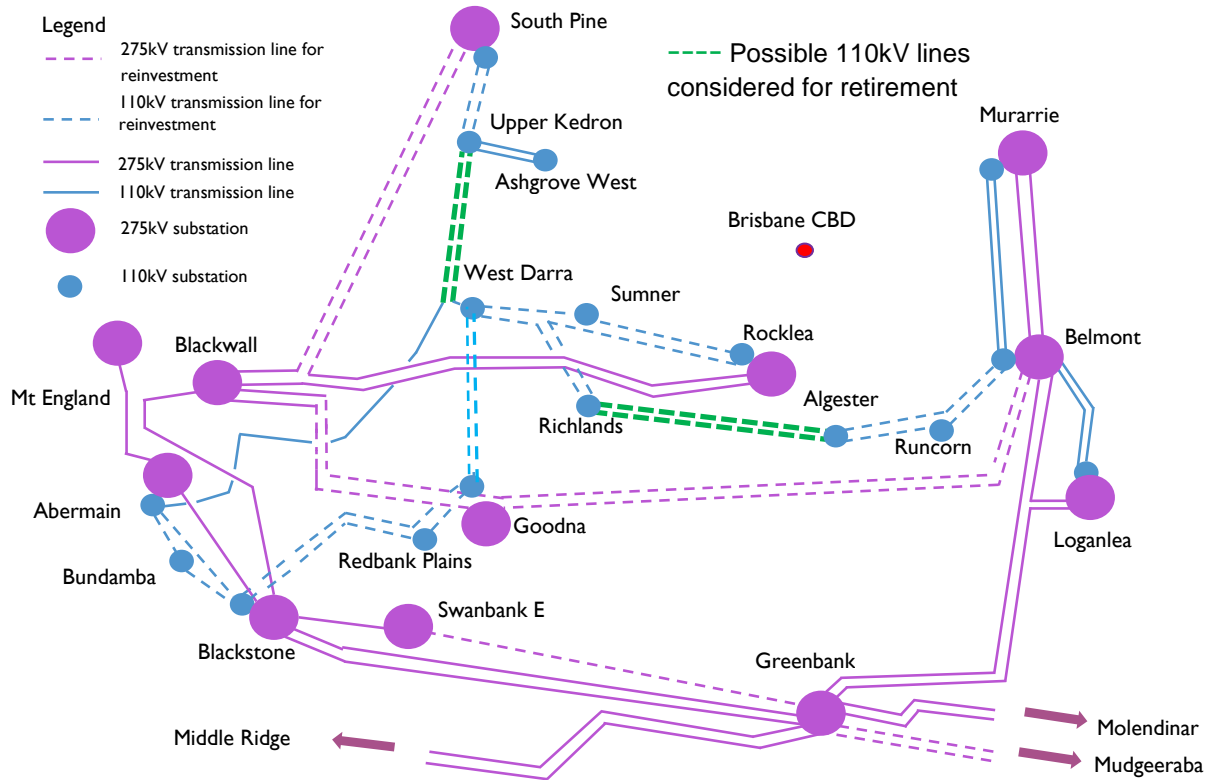 Legend
275kV transmission line for
reinvestment
110kV transmission line for
reinvestment
275kV transmission line
110kV transmission line
275kV substation
110kV substation
South Pine
Possible 110kV lines
considered for retirement
Murarrie
Upper Kedron
Ashgrove West
Brisbane CBD
West Darra
Sumner
Rocklea
Belmont
Blackwall
Mt England
Algester
Richlands
Runcorn
Abermain
Goodna
Loganlea
Redbank Plains
Bundamba
Swanbank E
Blackstone
Greenbank
Middle Ridge
Molendinar
Mudgeeraba